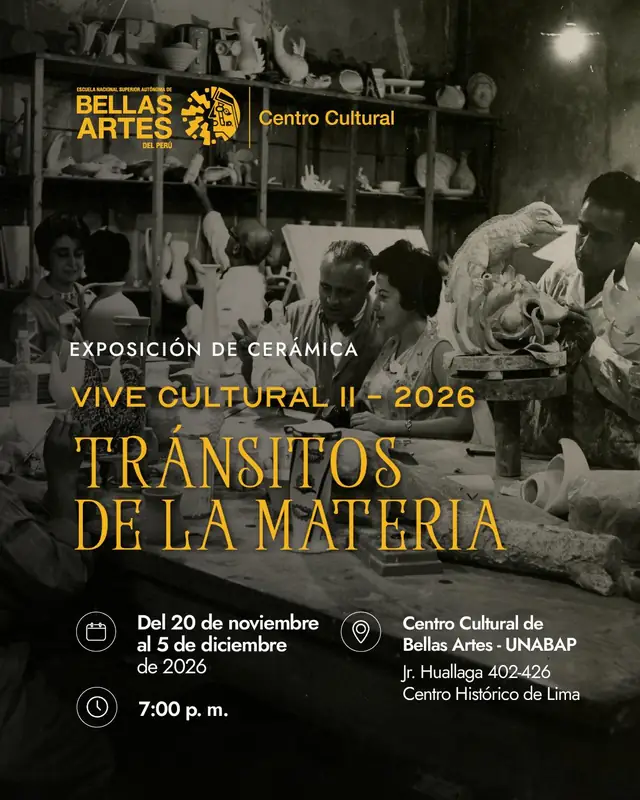 ESCUELA NACIONAL SUPERIOR AUTÓNOMA DE
BELLAS
ARTES
DEL PERÚ
Centro Cultural
EXPOSICIÓN DE CERÁMICA
VIVE CULTURAL II – 2026
TRÁNSITOS
DE LA MATERIA
Del 20 de noviembre
al 5 de diciembre
de 2026
7:00 p. m.
Centro Cultural de
Bellas Artes - UNABAP
Jr. Huallaga 402-426
Centro Histórico de Lima